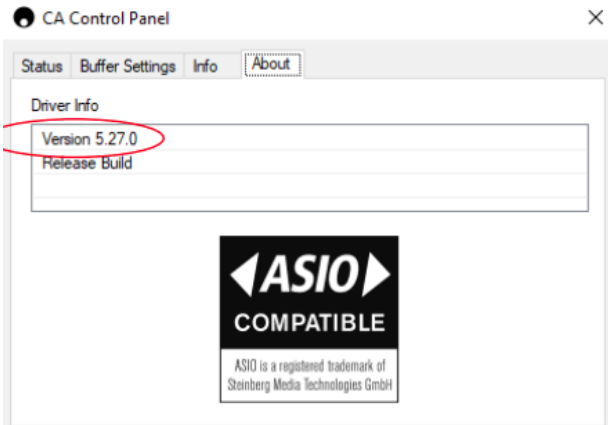 CA Control Panel
Status Buffer Settings Info About
Driver Info
Version 5.27.0
Release Build
ASIO
COMPATIBLE
ASIO is a registered trademark of
Steinberg Media Technologies GmbH